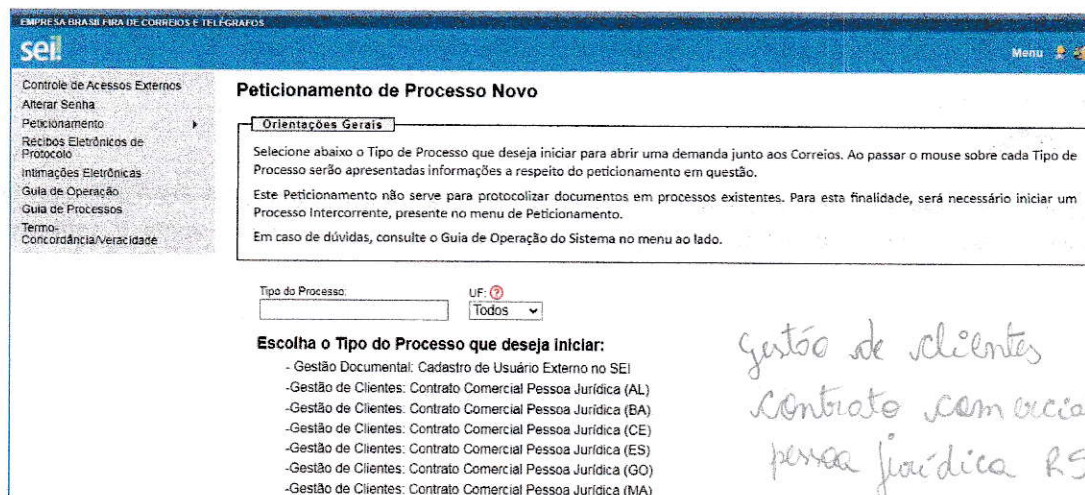 EMPRESA BRASILEIRA DE CORREIOS E TELÉGRAFOS
sei!
Menu
Controle de Acessos Externos
Alterar Senha
Peticionamento
Recibos Eletrônicos de
Protocolo
Intimações Eletrônicas
Guia de Operação
Guia de Processos
Termo-
Concordância/Veracidade
Peticionamento de Processo Novo
Orientações Gerais
Selecione abaixo o Tipo de Processo que deseja iniciar para abrir uma demanda junto aos Correios. Ao passar o mouse sobre cada Tipo de
Processo serão apresentadas informações a respeito do peticionamento em questão.
Este Peticionamento não serve para protocolizar documentos em processos existentes. Para esta finalidade, será necessário iniciar um
Processo Intercorrente, presente no menu de Peticionamento.
Em caso de dúvidas, consulte o Guia de Operação do Sistema no menu ao lado.
Tipo do Processo:
UF: ?
Todos
Escolha o Tipo do Processo que deseja iniciar:
- Gestão Documental: Cadastro de Usuário Externo no SEI
-Gestão de Clientes: Contrato Comercial Pessoa Jurídica (AL)
-Gestão de Clientes: Contrato Comercial Pessoa Jurídica (BA)
-Gestão de Clientes: Contrato Comercial Pessoa Jurídica (CE)
-Gestão de Clientes: Contrato Comercial Pessoa Jurídica (ES)
-Gestão de Clientes: Contrato Comercial Pessoa Jurídica (GO)
-Gestão de Clientes: Contrato Comercial Pessoa Jurídica (MA)
Gestão de clientes
contrato comercia
pessoa jurídica RS